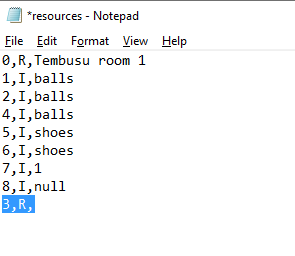 *resources - Notepad
File Edit Format View Help
0,R,Tembusu room 1
1,I,balls
2,I,balls
4,I,balls
5,I,shoes
6,I,shoes
7,I,1
8,I,null
3,R,